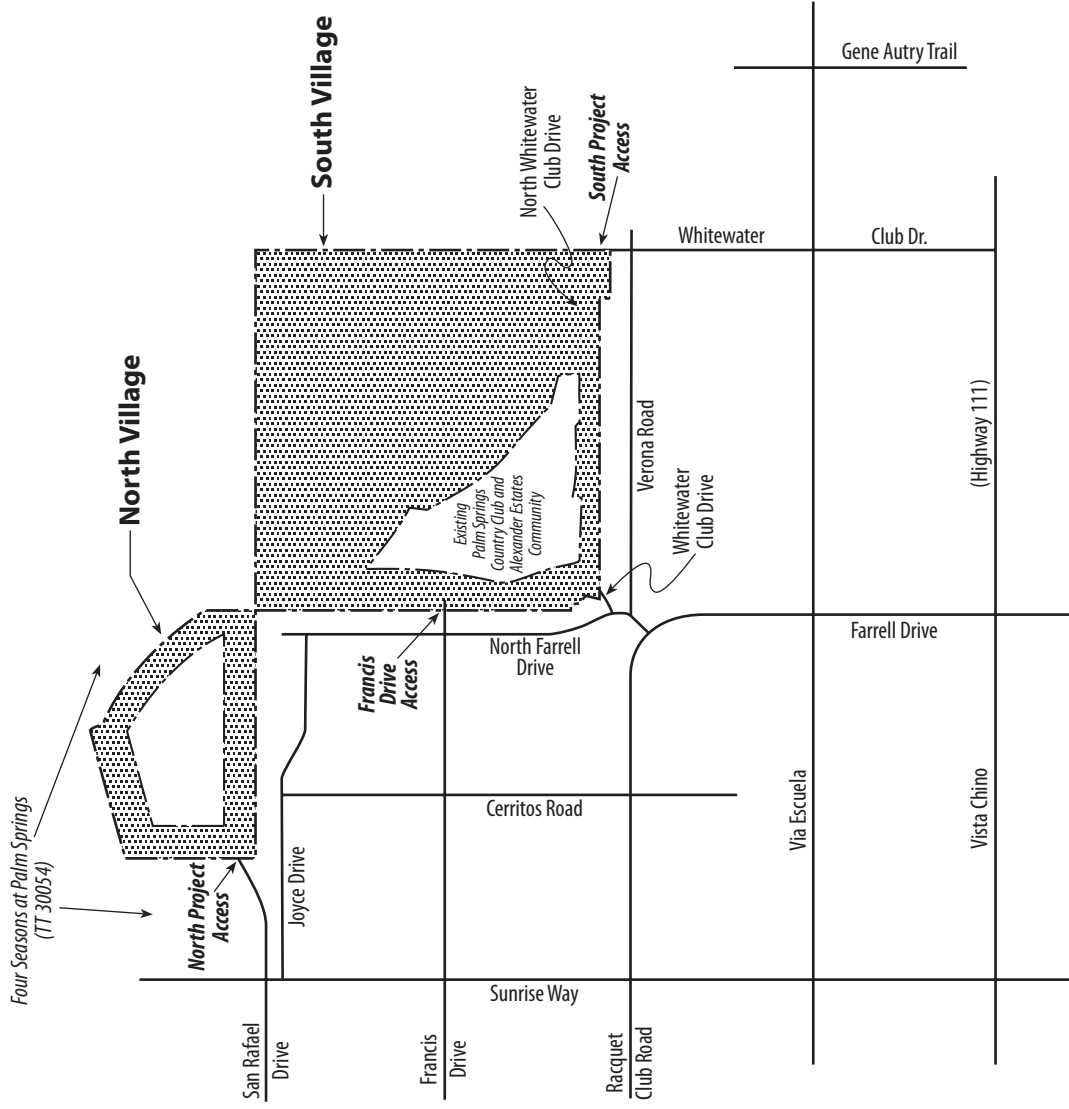 Four Seasons at Palm Springs
(TT 30054)
North Village
South Village
North Project
Access
San Rafael
Drive
Joyce Drive
Francis
Drive
Access
Francis
Drive
Existing
Palm Springs
Country Club and
Alexander Estates
Community
North Whitewater
Club Drive
South Project
Access
North Farrell
Drive
Cerritos Road
Sunrise Way
Racquet
Club Road
Verona Road
Whitewater
Club Drive
Whitewater
Club Dr.
Gene Autry Trail
Farrell Drive
Via Escuela
Vista Chino
(Highway 111)